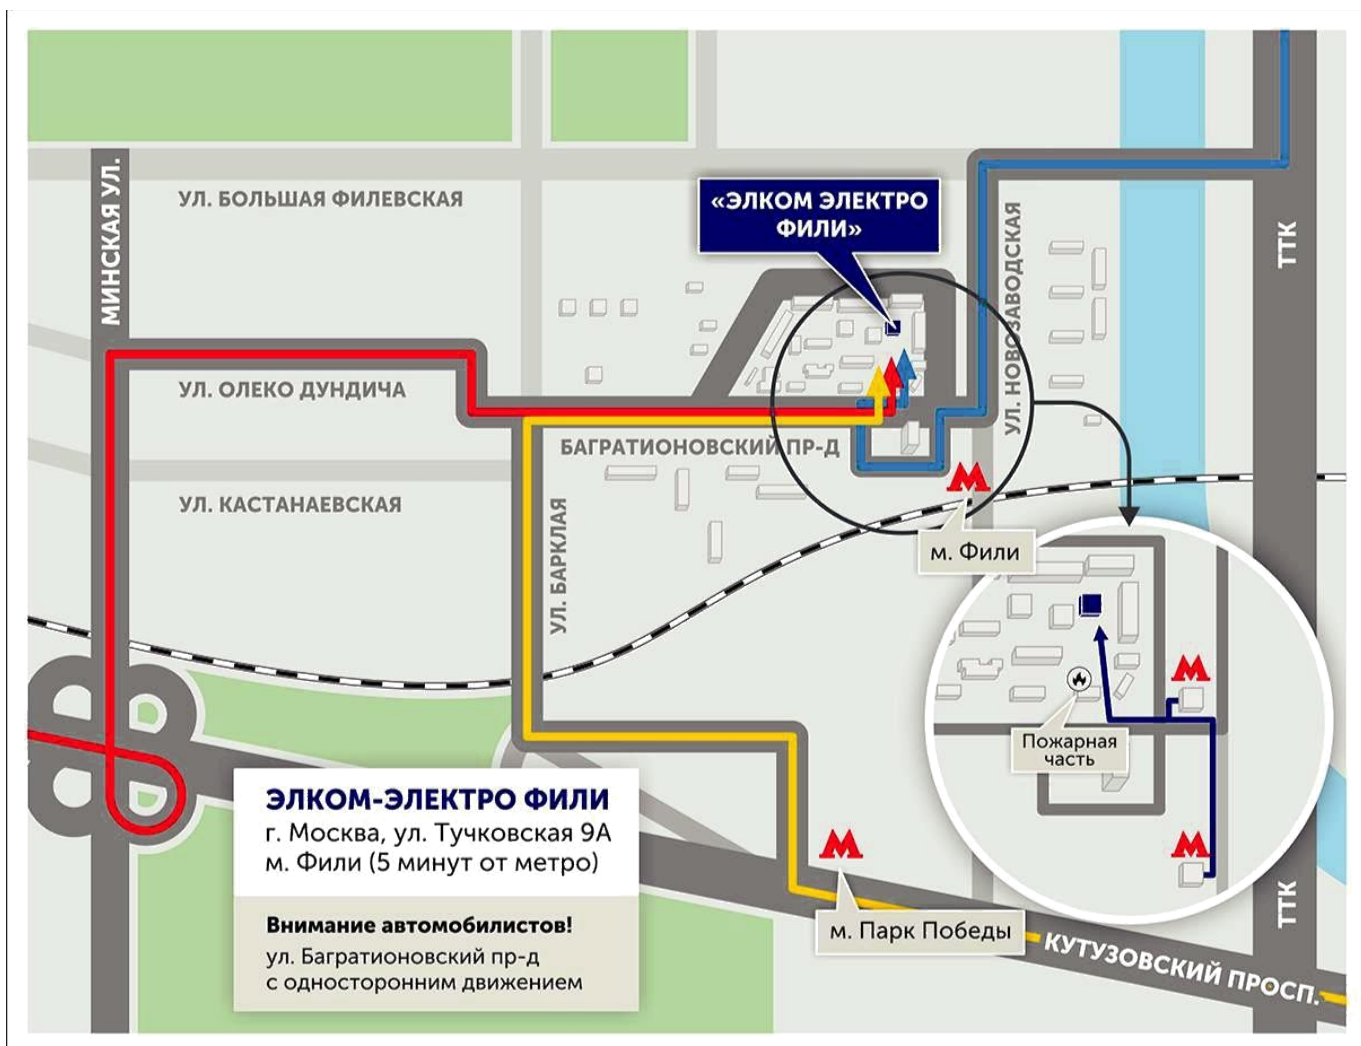 МИНСКАЯ УЛ.
УЛ. БОЛЬШАЯ ФИЛЕВСКАЯ
«ЭЛКОМ ЭЛЕКТРО
ФИЛИ»
УЛ. НОВОЗАВОДСКАЯ
ТТК
УЛ. ОЛЕКО ДУНДИЧА
БАГРАТИОНОВСКИЙ ПР-Д
УЛ. КАСТАНАЕВСКАЯ
УЛ. БАРКЛАЯ
М
м. Фили
М
Пожарная
часть
М
ЭЛКОМ-ЭЛЕКТРО ФИЛИ
г. Москва, ул. Тучковская 9А
м. Фили (5 минут от метро)
Внимание автомобилистов!
ул. Багратионовский пр-д
с односторонним движением
М
м. Парк Победы
КУТУЗОВСКИЙ ПРОСП.
ТТК